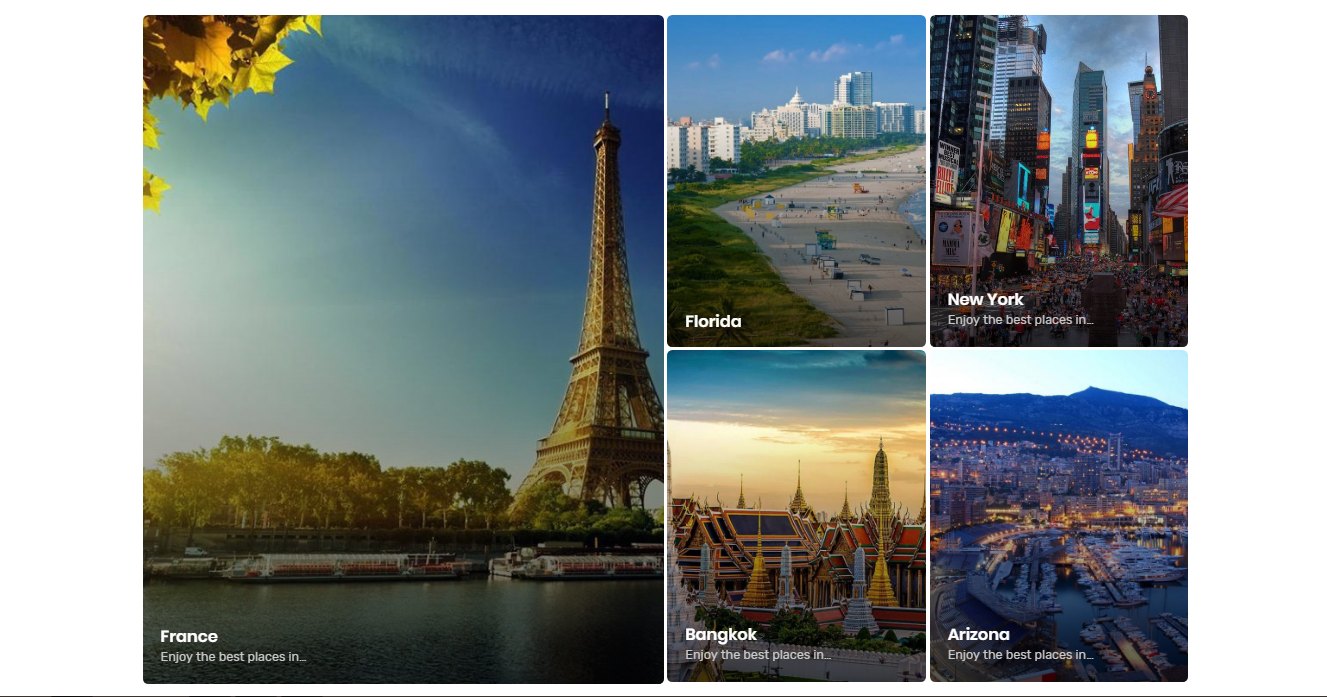 Florida
New York
Enjoy the best places in...
France
Enjoy the best places in...
Bangkok
Enjoy the best places in...
Arizona
Enjoy the best places in...